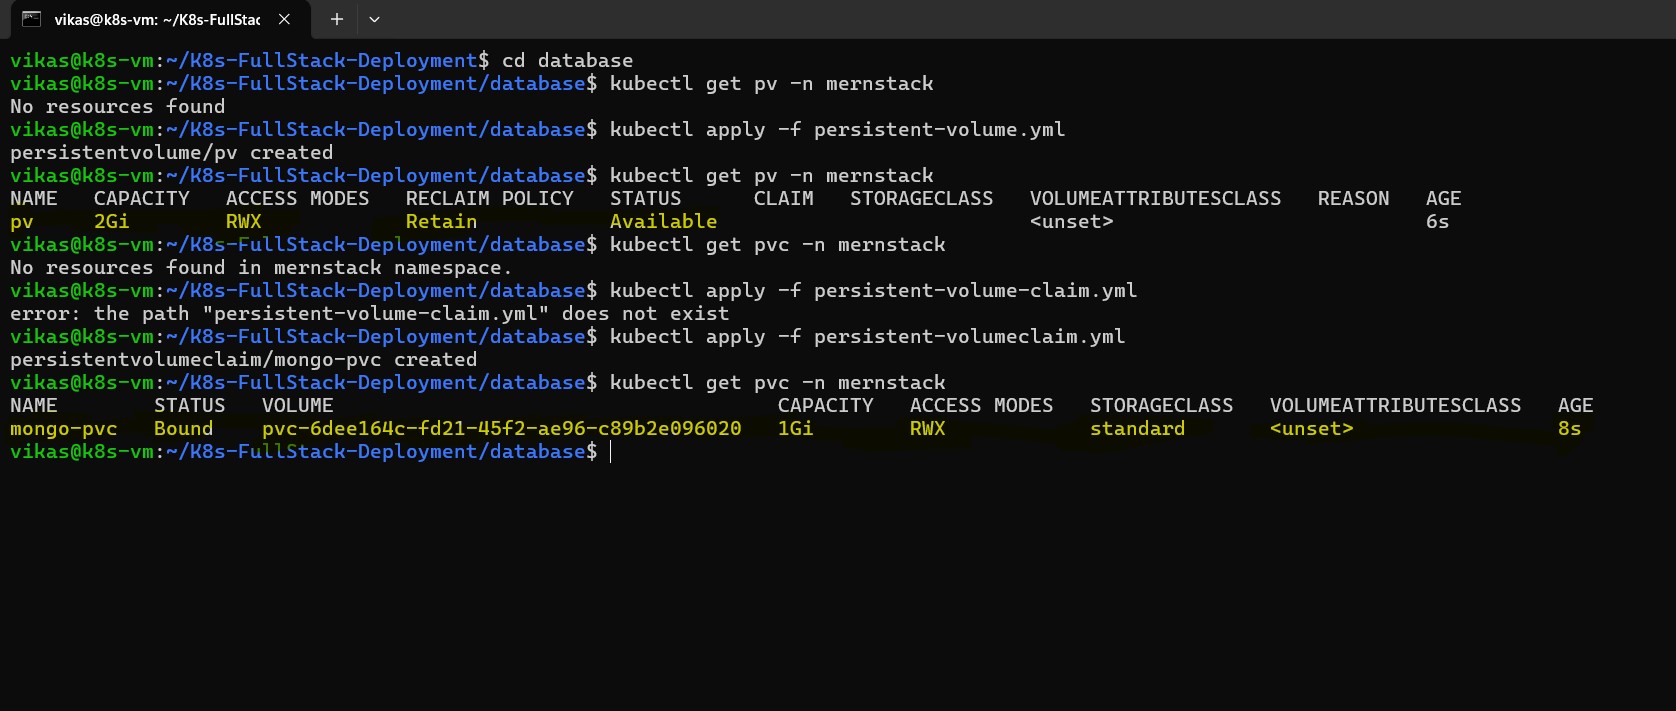 vikas@k8s-vm: ~/K8s-FullStac
vikas@k8s-vm:~/K8s-FullStack-Deployment$ cd database
vikas@k8s-vm:~/K8s-FullStack-Deployment/database$ kubectl get pv -n mernstack
No resources found
vikas@k8s-vm:~/K8s-FullStack-Deployment/database$ kubectl apply -f persistent-volume.yml
persistentvolume/pv created
vikas@k8s-vm:~/K8s-FullStack-Deployment/database$ kubectl get pv -n mernstack
NAME   CAPACITY   ACCESS MODES   RECLAIM POLICY   STATUS      CLAIM   STORAGECLASS   VOLUMEATTRIBUTESCLASS   REASON   AGE
pv     2Gi        RWX            Retain           Available                          <unset>                          6s
vikas@k8s-vm:~/K8s-FullStack-Deployment/database$ kubectl get pvc -n mernstack
No resources found in mernstack namespace.
vikas@k8s-vm:~/K8s-FullStack-Deployment/database$ kubectl apply -f persistent-volume-claim.yml
error: the path "persistent-volume-claim.yml" does not exist
vikas@k8s-vm:~/K8s-FullStack-Deployment/database$ kubectl apply -f persistent-volumeclaim.yml
persistentvolumeclaim/mongo-pvc created
vikas@k8s-vm:~/K8s-FullStack-Deployment/database$ kubectl get pvc -n mernstack
NAME        STATUS   VOLUME                                     CAPACITY   ACCESS MODES   STORAGECLASS   VOLUMEATTRIBUTESCLASS   AGE
mongo-pvc   Bound    pvc-6dee164c-fd21-45f2-ae96-c89b2e096020   1Gi        RWX            standard       <unset>                 8s
vikas@k8s-vm:~/K8s-FullStack-Deployment/database$